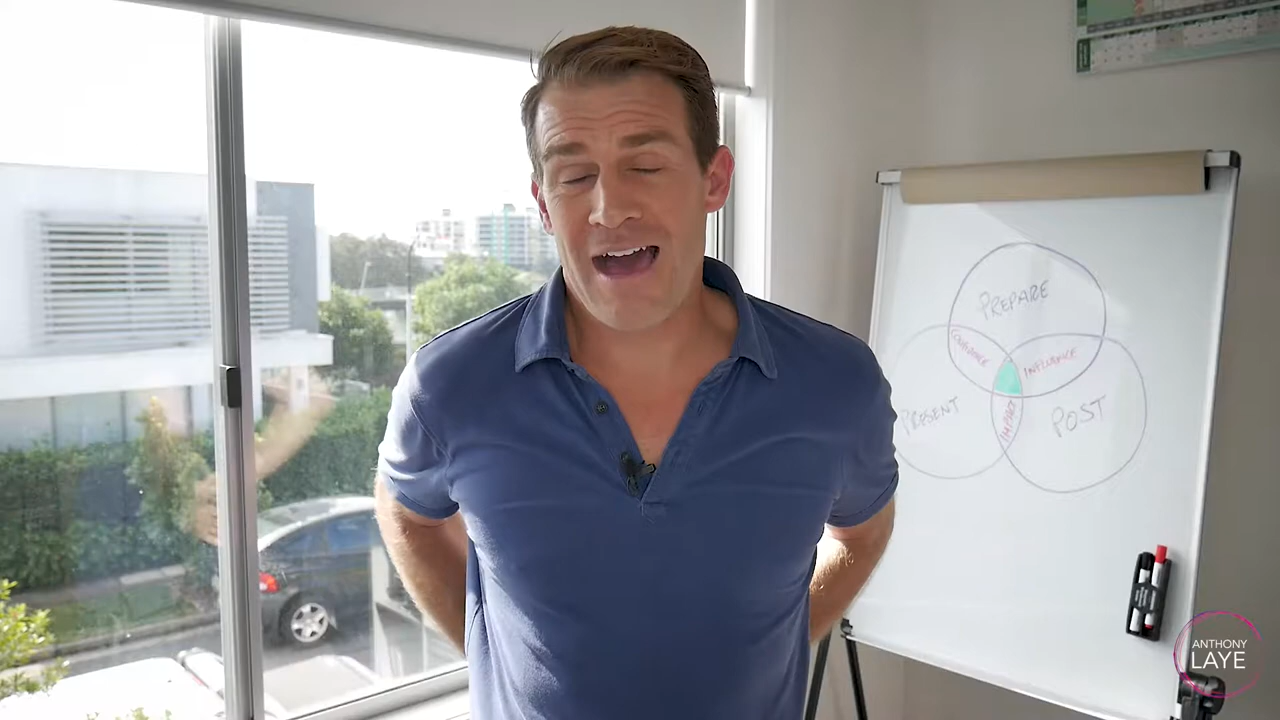 PREPARE
CONFIDENCE
INFLUENCE
PRESENT
IMPACT
POST
ANTHONY
LAYE